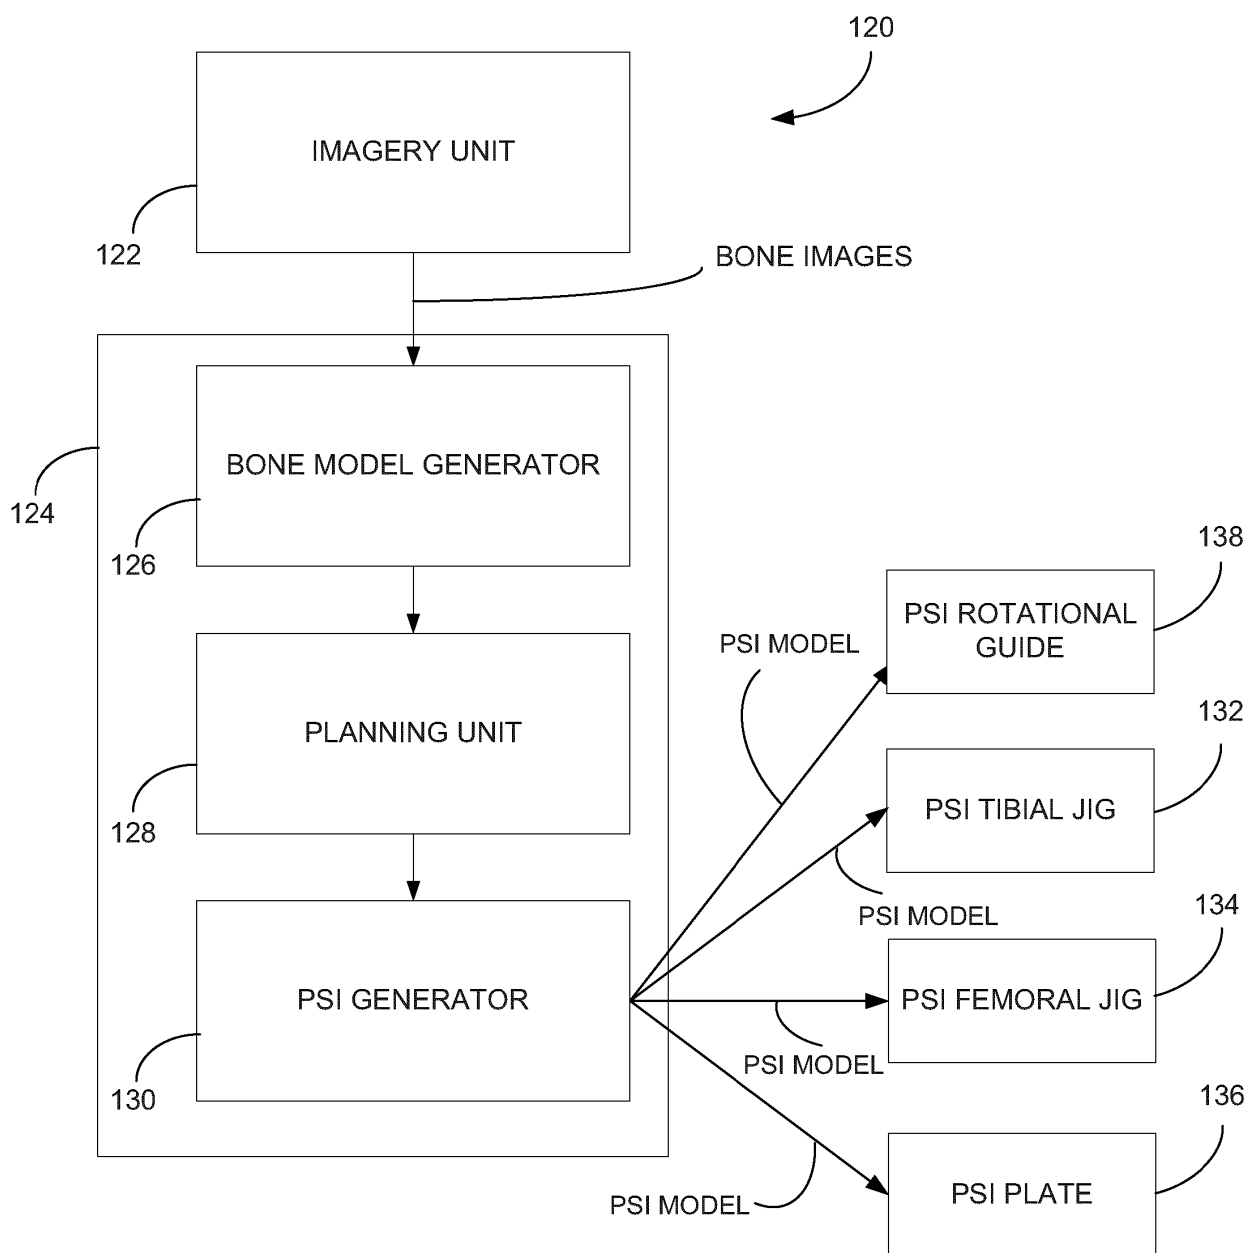 120
IMAGERY UNIT
122
BONE IMAGES
BONE MODEL GENERATOR
124
126
138
PSI ROTATIONAL
GUIDE
PSI MODEL
132
PLANNING UNIT
PSI TIBIAL JIG
128
PSI MODEL
134
PSI GENERATOR
PSI FEMORAL JIG
PSI MODEL
130
136
PSI PLATE
PSI MODEL